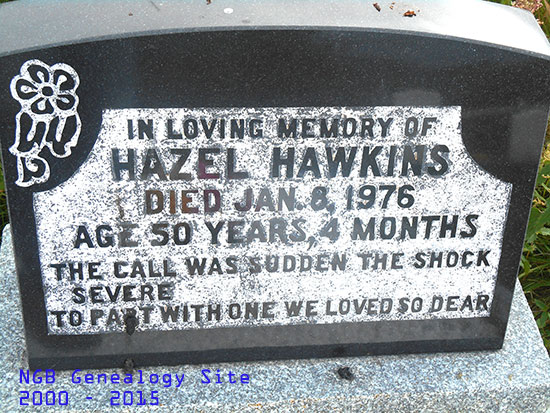 IN LOVING MEMORY OF
HAZEL HAWKINS
DIED JAN. 8, 1976
AGE 50 YEARS, 4 MONTHS
THE CALL WAS SUDDEN THE SHOCK
SEVERE
TO PART WITH ONE WE LOVED SO DEAR
NGB Genealogy Site
2000 - 2015